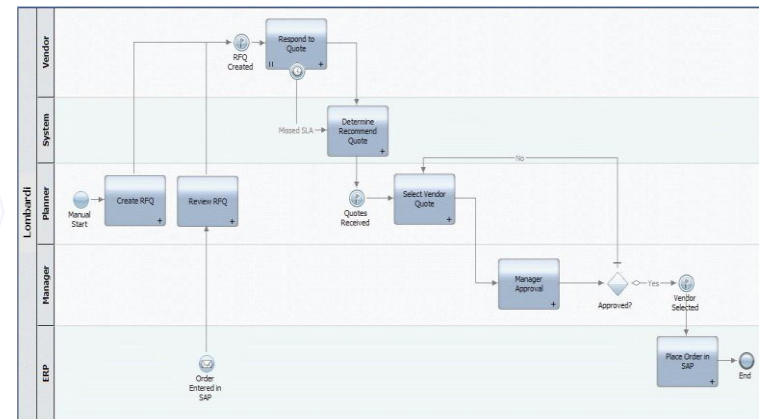 Lombardi
Vendor
RFQ
Created
Respond to
Quote
System
Missed SLA
Determine
Recommend
Quote
Planner
Manual
Start
Create RFQ
Review RFQ
Quotes
Received
Select Vendor
Quote
No
Manager
Manager
Approval
Approved?
Yes
Vendor
Selected
ERP
Order
Entered in
SAP
Place Order in
SAP
End